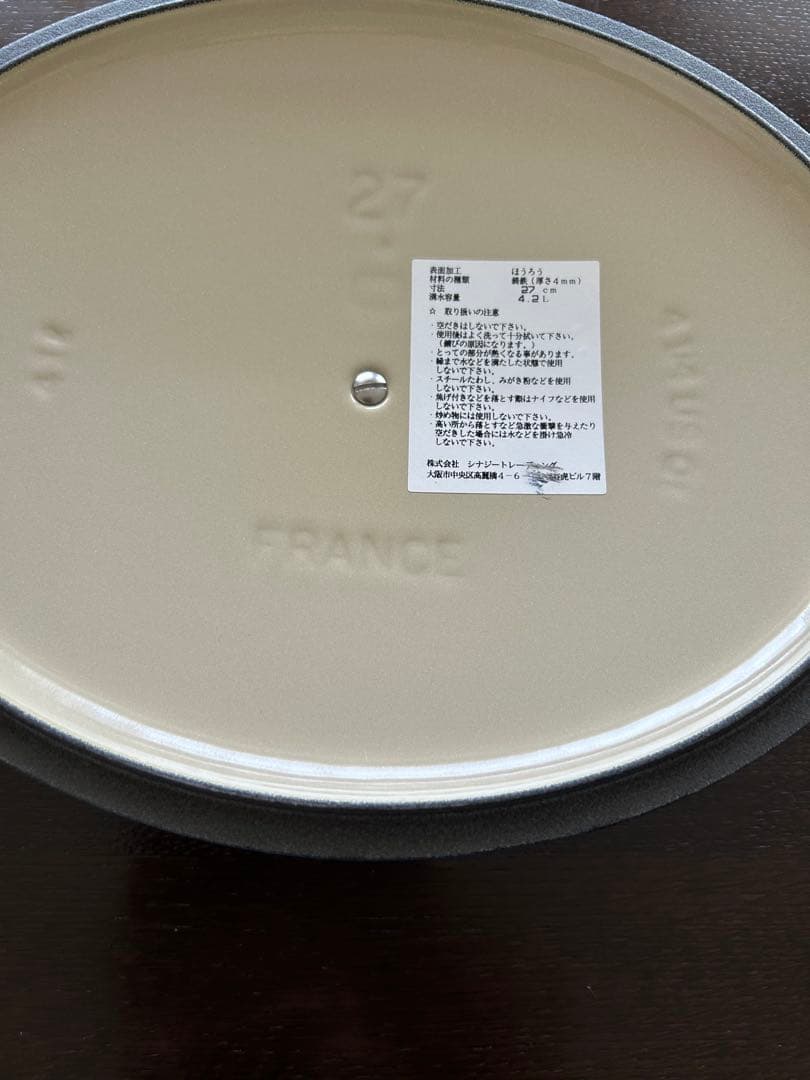 27
表面加工 ほうろう
材料の種類 鋳鉄(厚さ4mm)
寸法 27 cm
満水容量 4.2L
☆ 取り扱いの注意
・空だきはしないで下さい。
・使用後はよく洗って十分拭いて下さい。
(錆びの原因になります。)
・とっての部分が熱くなる事があります。
・縁まで水などを満たした状態で使用
しないで下さい。
・スチールたわし、みがき粉などを使用
しないで下さい。
・焦げ付きなどを落とす際はナイフなどを使用
しないで下さい。
・炒め物には使用しないで下さい。
・高い所から落とすなど急激な衝撃を与えたり
空だきした場合には水などを掛け急冷
しないで下さい。
株式会社 シナジートレーディング
大阪市中央区高麗橋4-6 虎ビル7階
FRANCE